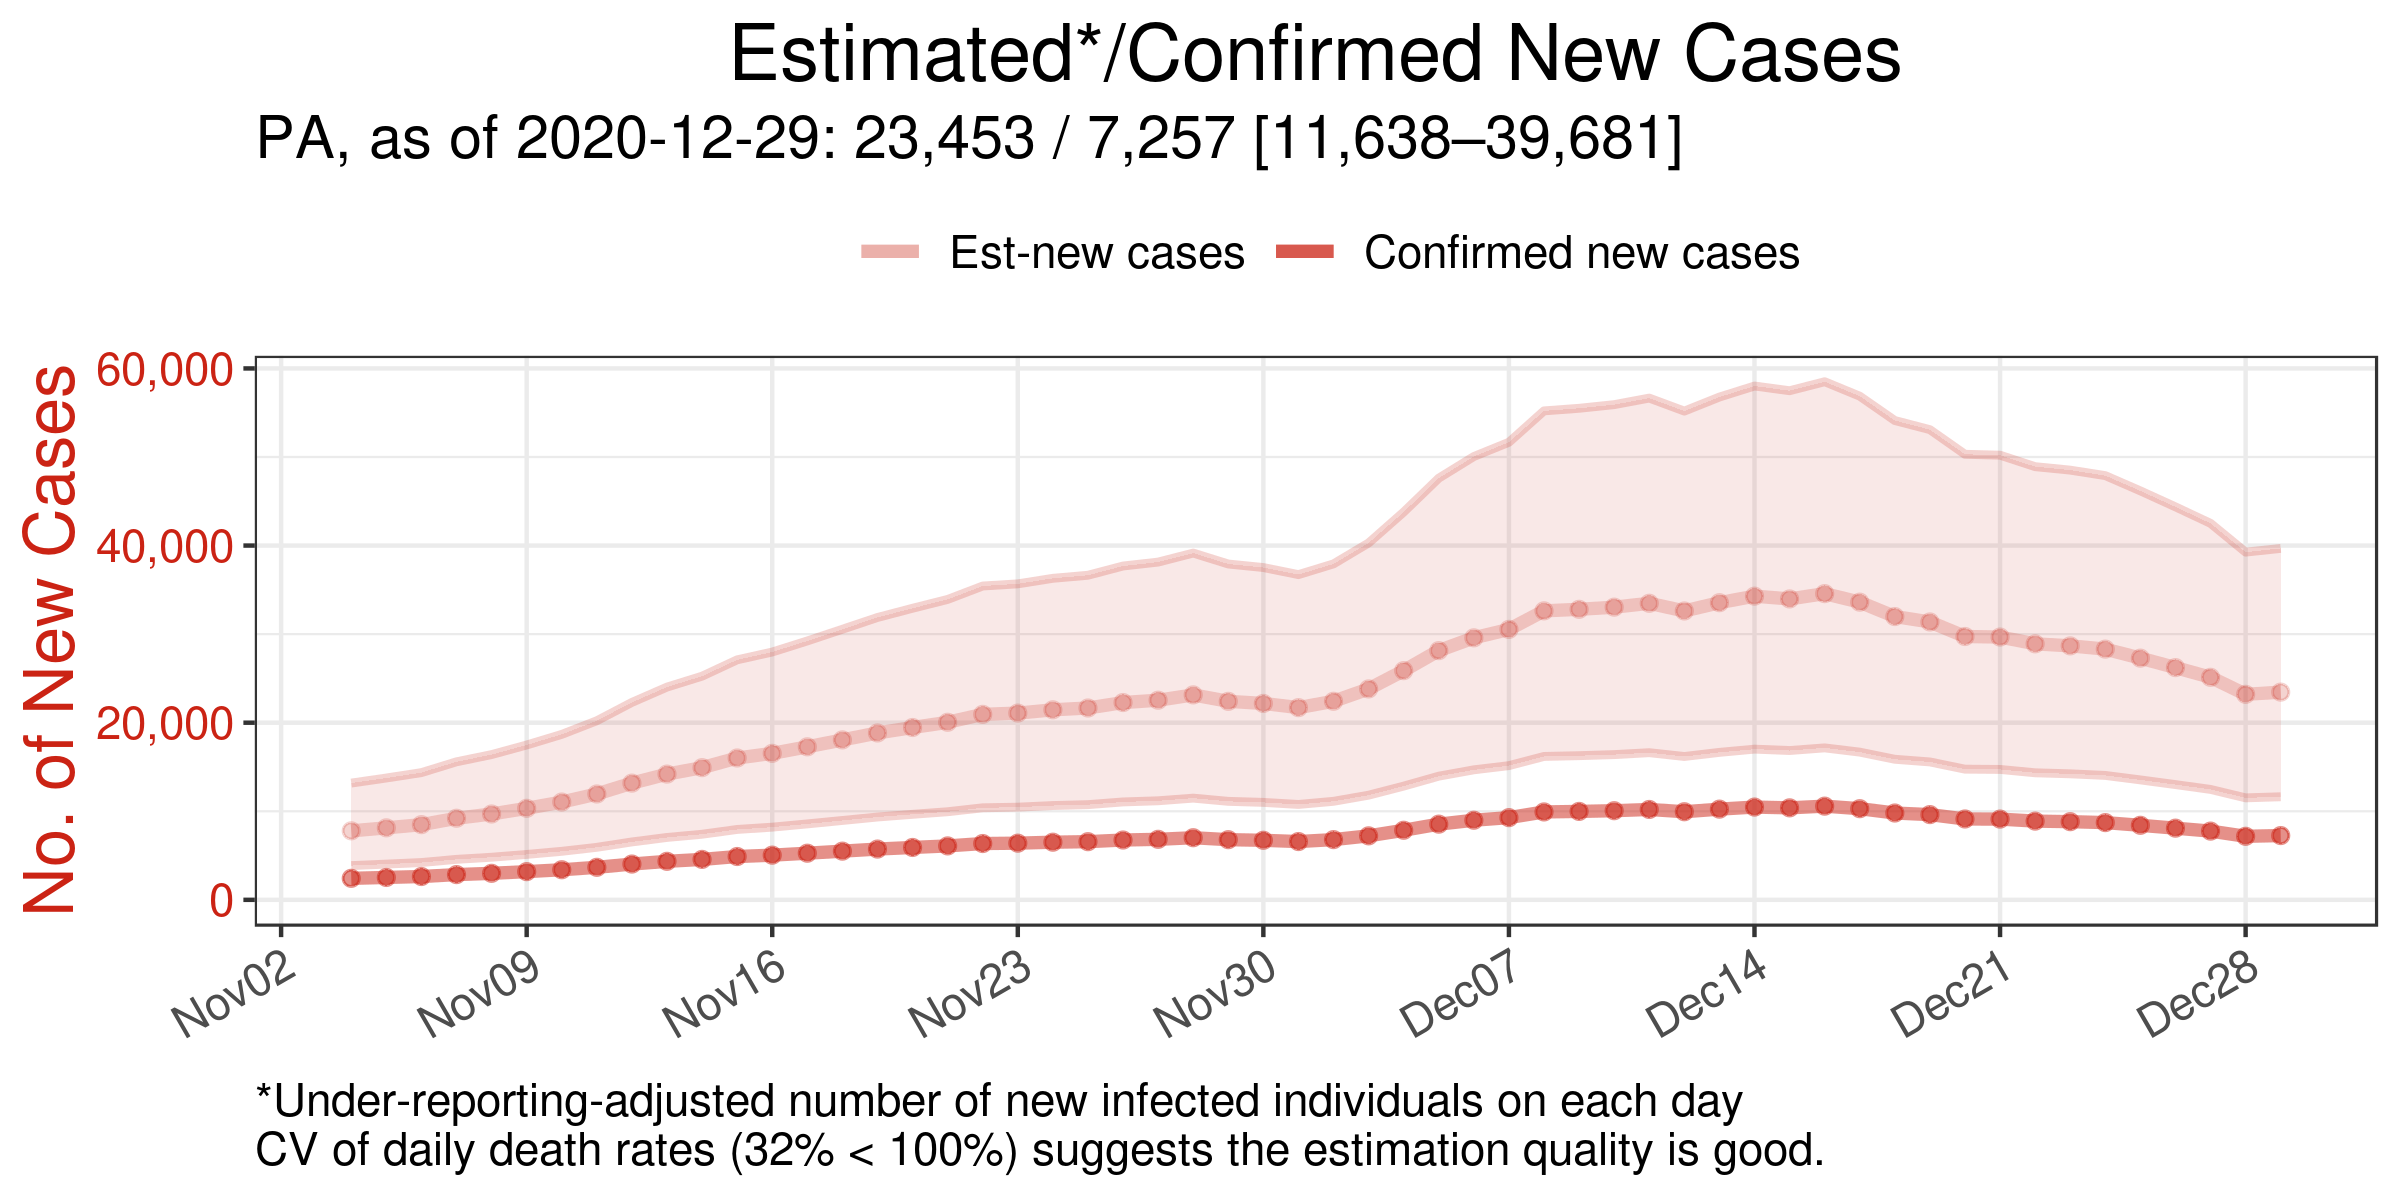 Estimated*/Confirmed New Cases
PA, as of 2020-12-29: 23,453 / 7,257 [11,638–39,681]
Est-new cases
Confirmed new cases
No. of New Cases
60,000
40,000
20,000
0
Nov02
Nov09
Nov16
Nov23
Nov30
Dec07
Dec14
Dec21
Dec28
*Under-reporting-adjusted number of new infected individuals on each day
CV of daily death rates (32% < 100%) suggests the estimation quality is good.